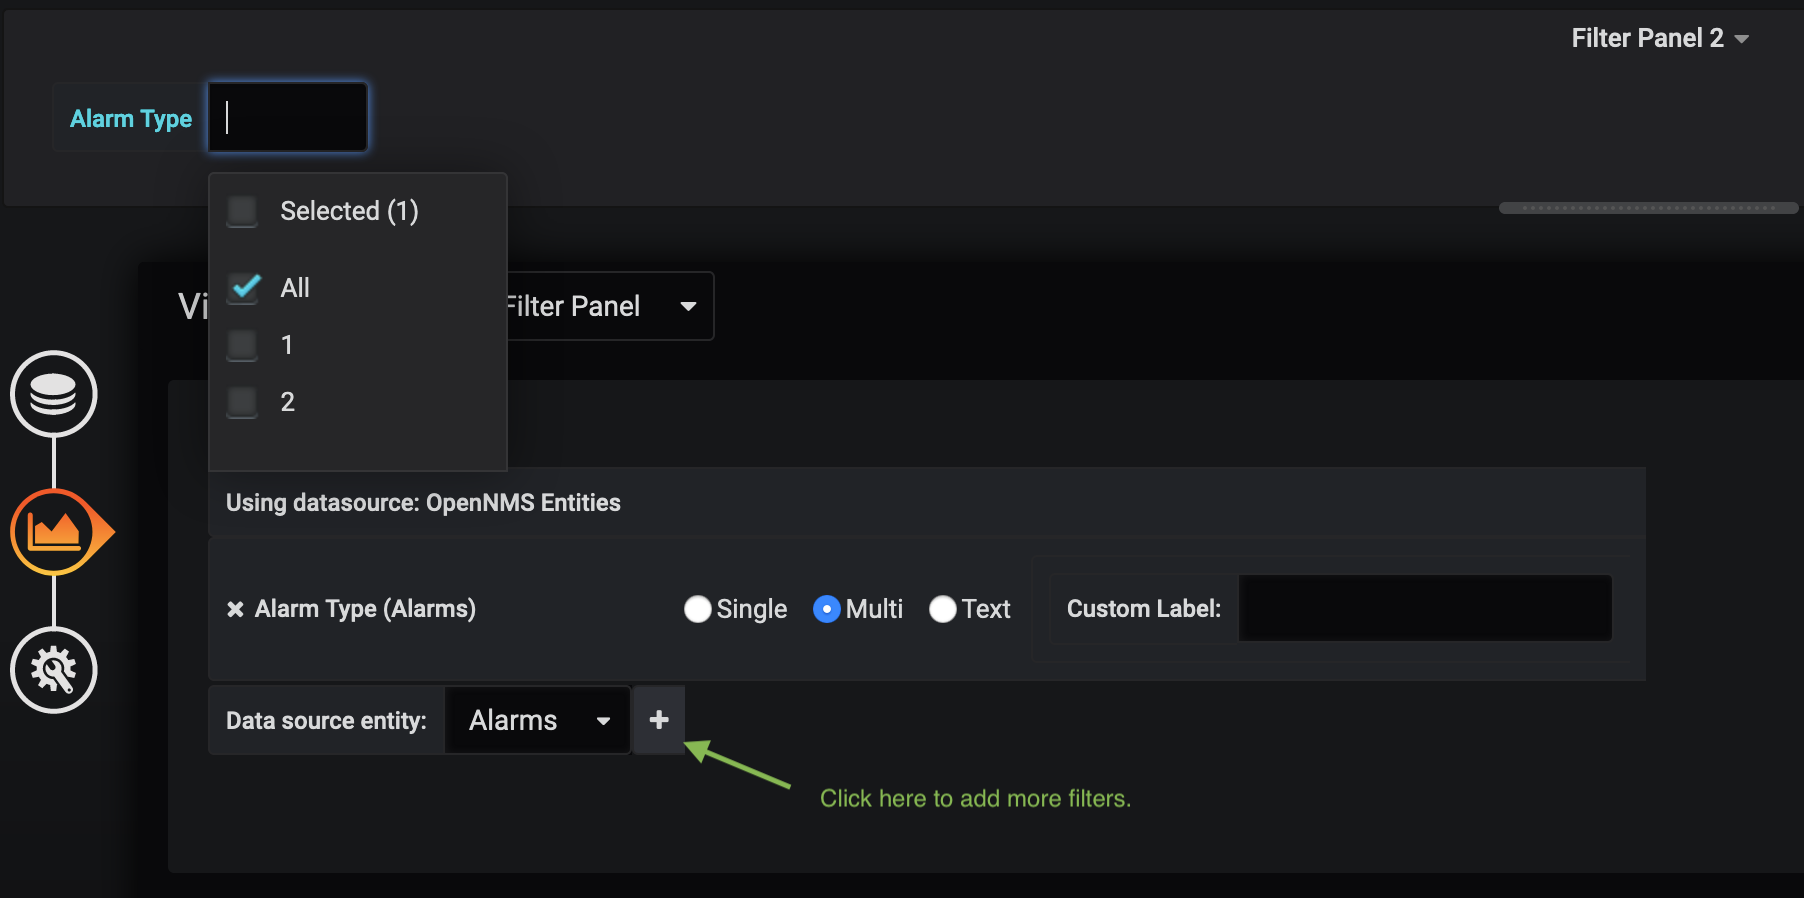 Filter Panel 2
Alarm Type
Selected (1)
All
1
2
Vi
Filter Panel
Using datasource: OpenNMS Entities
Alarm Type (Alarms)
Single
Multi
Text
Custom Label:
Data source entity:
Alarms
+
Click here to add more filters.